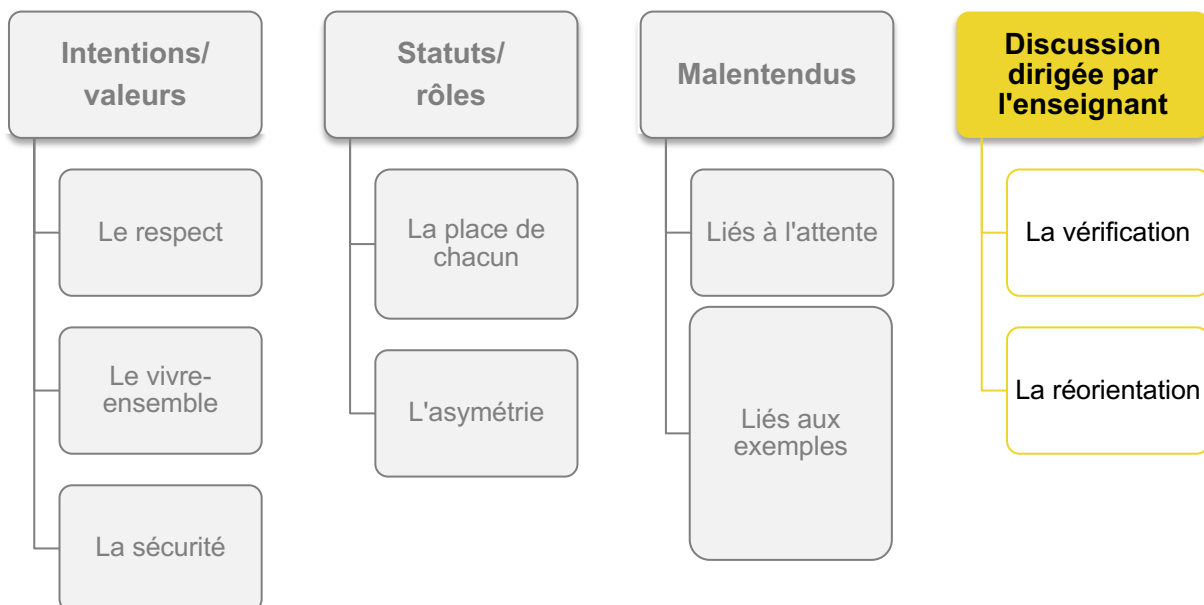 Intentions/
valeurs
Le respect
Le vivre-
ensemble
La sécurité
Statuts/
rôles
La place de
chacun
L'asymétrie
Malentendus
Liés à l'attente
Liés aux
exemples
Discussion
dirigée par
l'enseignant
La vérification
La réorientation